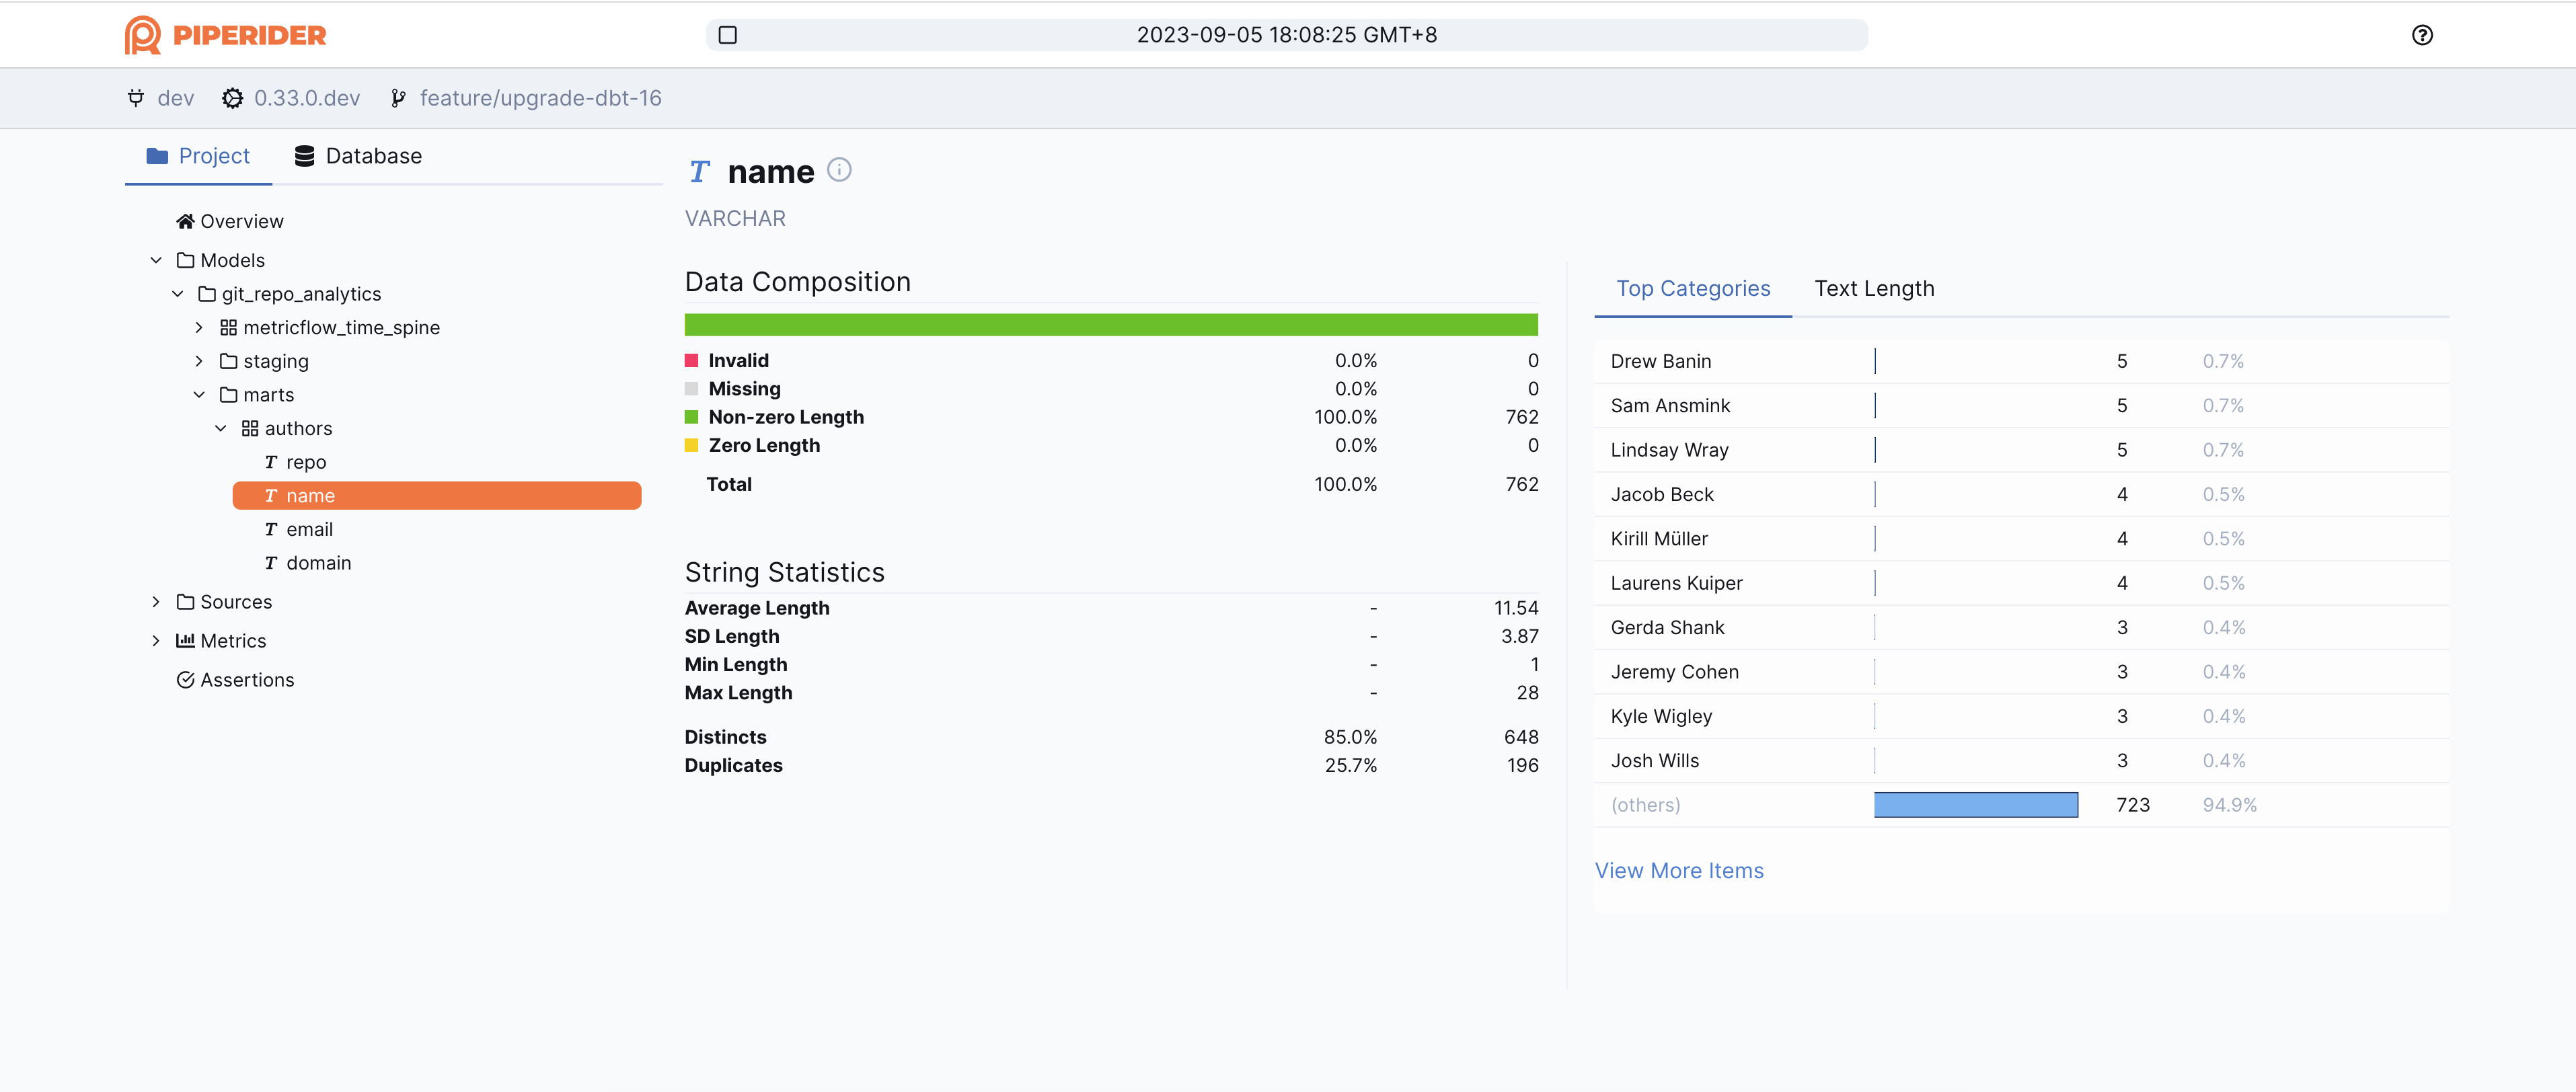 PIPERIDER
2023-09-05 18:08:25 GMT+8
dev 0.33.0.dev feature/upgrade-dbt-16
Project Database
Overview
Models
git_repo_analytics
metricflow_time_spine
staging
marts
authors
repo
name
email
domain
Sources
Metrics
Assertions
name
VARCHAR
Data Composition
Invalid 0.0% 0
Missing 0.0% 0
Non-zero Length 100.0% 762
Zero Length 0.0% 0
Total 100.0% 762
String Statistics
Average Length - 11.54
SD Length - 3.87
Min Length - 1
Max Length - 28
Distincts 85.0% 648
Duplicates 25.7% 196
Top Categories Text Length
Drew Banin 5 0.7%
Sam Ansmink 5 0.7%
Lindsay Wray 5 0.7%
Jacob Beck 4 0.5%
Kirill Müller 4 0.5%
Laurens Kuiper 4 0.5%
Gerda Shank 3 0.4%
Jeremy Cohen 3 0.4%
Kyle Wigley 3 0.4%
Josh Wills 3 0.4%
(others) 723 94.9%
View More Items